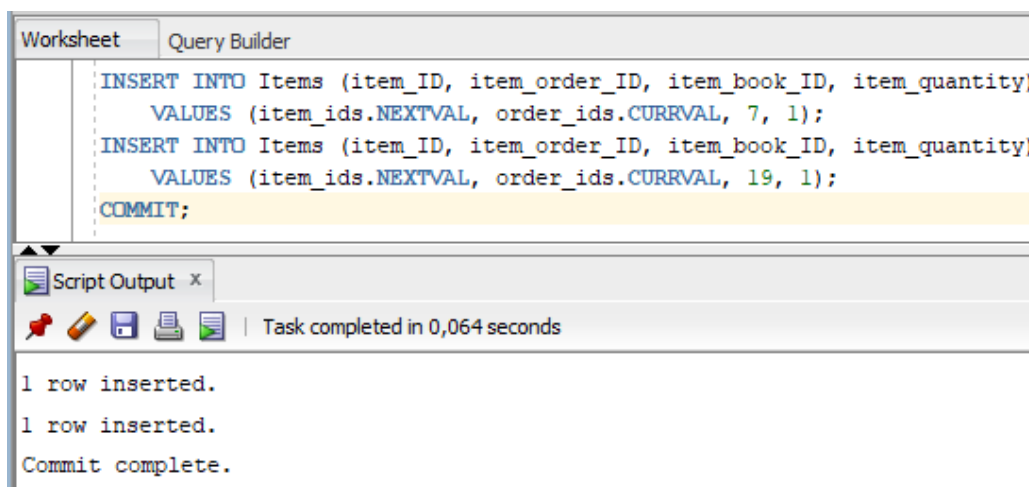 Worksheet Query Builder
INSERT INTO Items (item_ID, item_order_ID, item_book_ID, item_quantity)
VALUES (item_ids.NEXTVAL, order_ids.CURRVAL, 7, 1);
INSERT INTO Items (item_ID, item_order_ID, item_book_ID, item_quantity)
VALUES (item_ids.NEXTVAL, order_ids.CURRVAL, 19, 1);
COMMIT;
Script Output x
Task completed in 0,064 seconds
1 row inserted.
1 row inserted.
Commit complete.